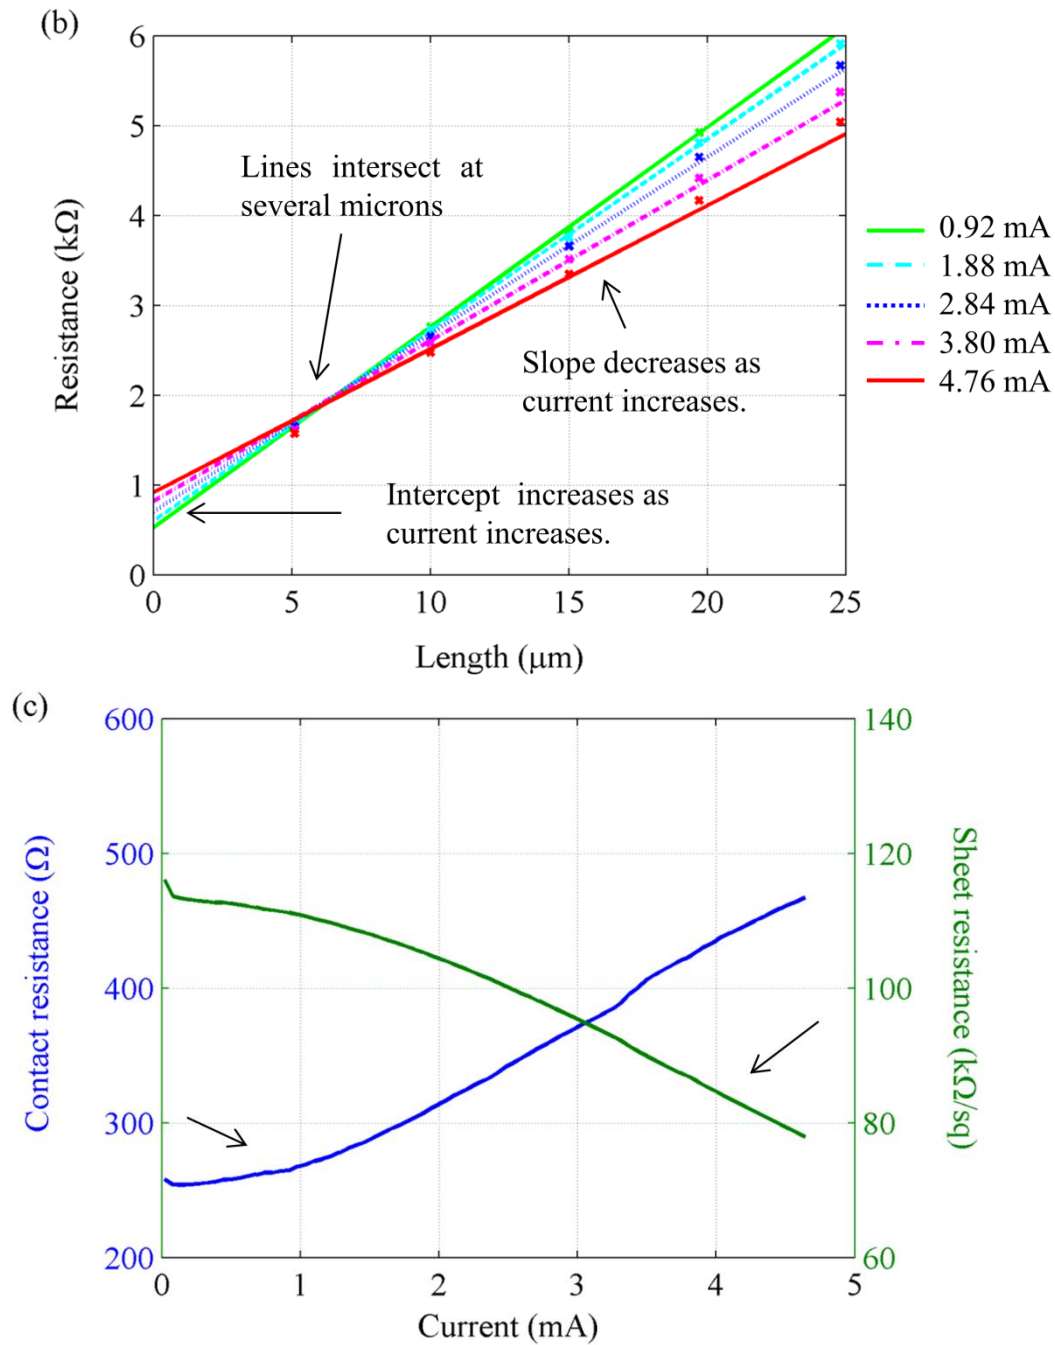 (b)
6
5
4
3
2
1
0
Resistance (kΩ)
Lines intersect at
several microns
Slope decreases as
current increases.
Intercept increases as
current increases.
0.92 mA
1.88 mA
2.84 mA
3.80 mA
4.76 mA
0 5 10 15 20 25
Length (μm)
(c)
600
500
400
300
200
Contact resistance (Ω)
140
120
100
80
60
Sheet resistance (kΩ/sq)
0 1 2 3 4 5
Current (mA)